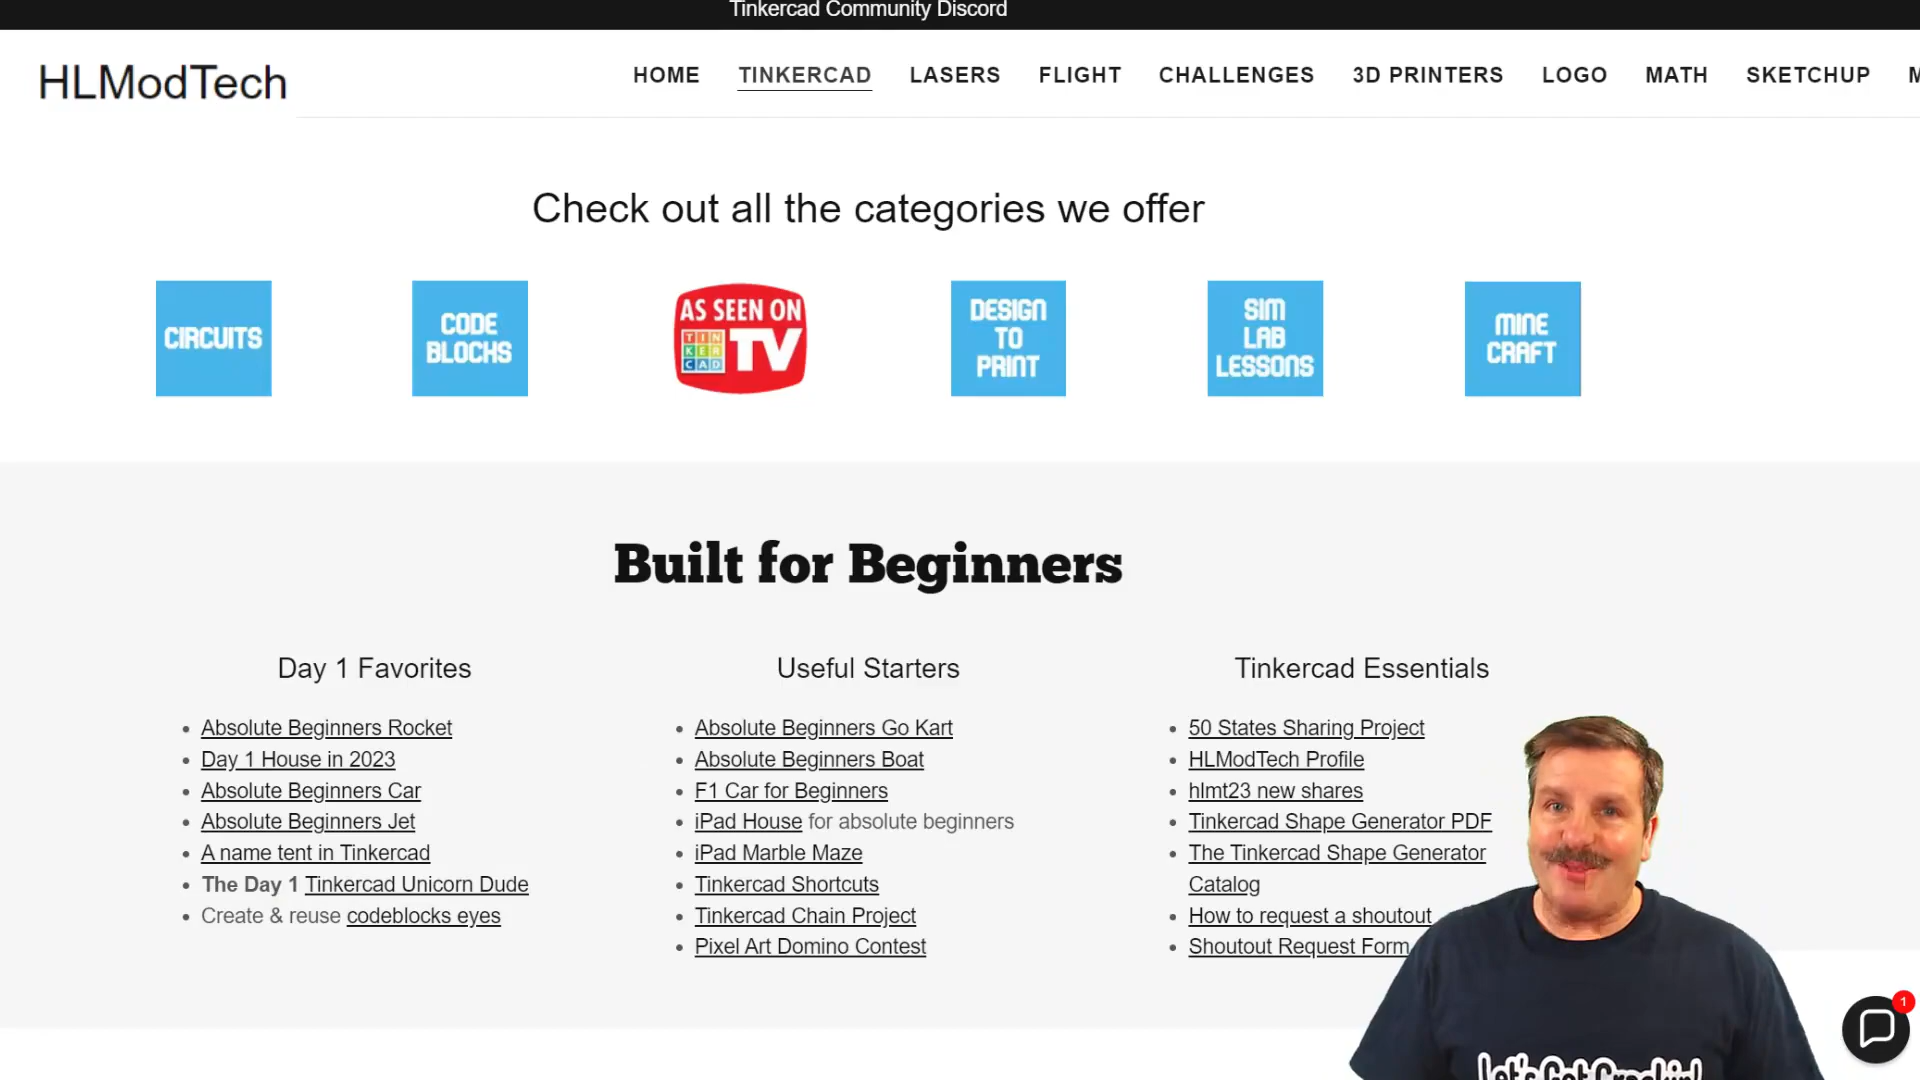 Tinkercad Community Discord
HLModTech
HOME TINKERCAD LASERS FLIGHT CHALLENGES 3D PRINTERS LOGO MATH SKETCHUP
Check out all the categories we offer
CIRCUITS
CODE
BLOCKS
AS SEEN ON
TIN
KER
CAD
TV
DESIGN
TO
PRINT
SIM
LAB
LESSONS
MINE
CRAFT
Built for Beginners
Day 1 Favorites
Absolute Beginners Rocket
Day 1 House in 2023
Absolute Beginners Car
Absolute Beginners Jet
A name tent in Tinkercad
The Day 1 Tinkercad Unicorn Dude
Create & reuse codeblocks eyes
Useful Starters
Absolute Beginners Go Kart
Absolute Beginners Boat
F1 Car for Beginners
iPad House for absolute beginners
iPad Marble Maze
Tinkercad Shortcuts
Tinkercad Chain Project
Pixel Art Domino Contest
Tinkercad Essentials
50 States Sharing Project
HLModTech Profile
hlmt23 new shares
Tinkercad Shape Generator PDF
The Tinkercad Shape Generator
Catalog
How to request a shoutout
Shoutout Request Form
Let's Get Crackin!
1